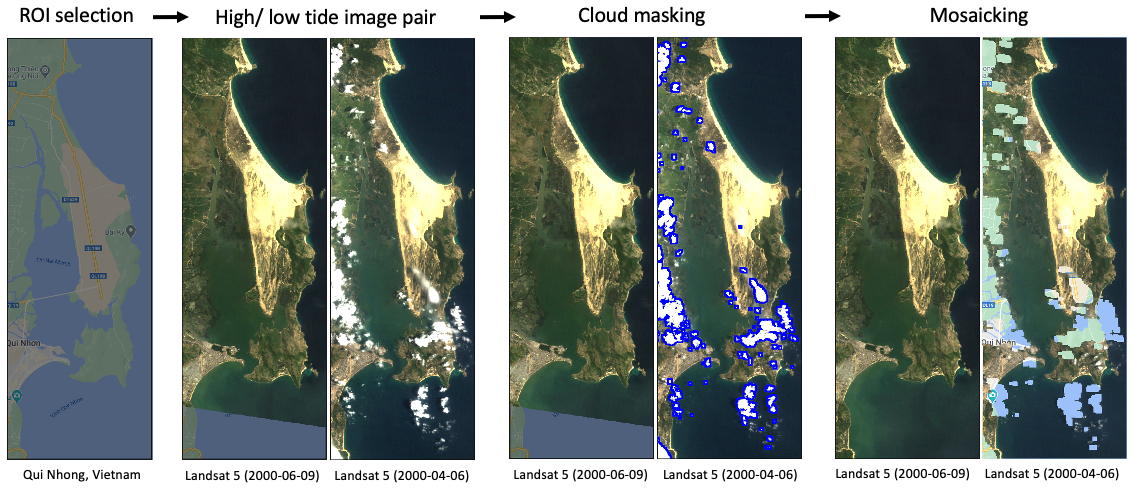 ROI selection
High/ low tide image pair
Cloud masking
Mosaicking
Qui Nhon
Qui Nhong, Vietnam
Landsat 5 (2000-06-09)
Landsat 5 (2000-04-06)
Landsat 5 (2000-06-09)
Landsat 5 (2000-04-06)
Landsat 5 (2000-06-09)
Landsat 5 (2000-04-06)